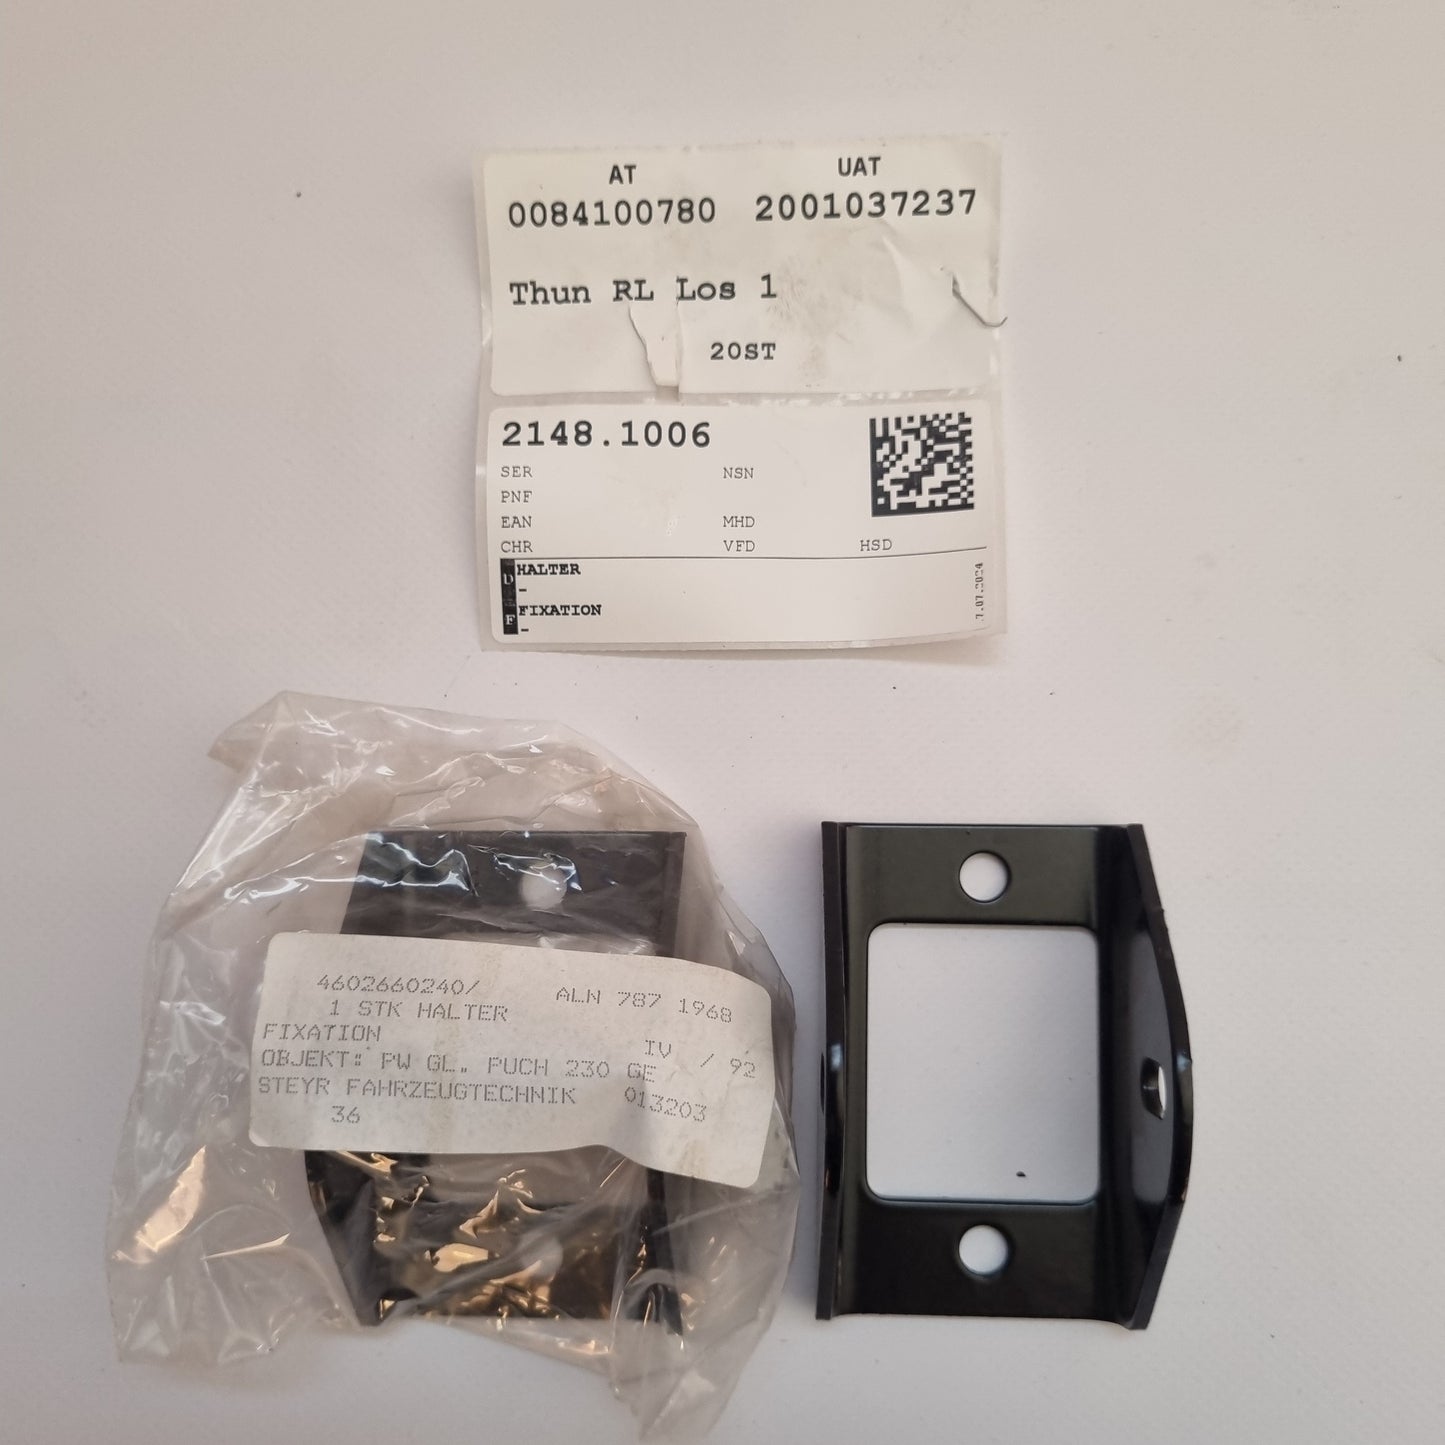 AT UAT
0084100780 2001037237
Thun RL Los 1
20ST
2148.1006
SER NSN
PNF
EAN MHD
CHR VFD HSD
D HALTER
-
F FIXATION
-
.07.2024
4602660240/ ALN 787 1968
1 STK HALTER
FIXATION IV / 92
OBJEKT: PW GL. PUCH 230 GE
STEYR FAHRZEUGTECHNIK 013203
36